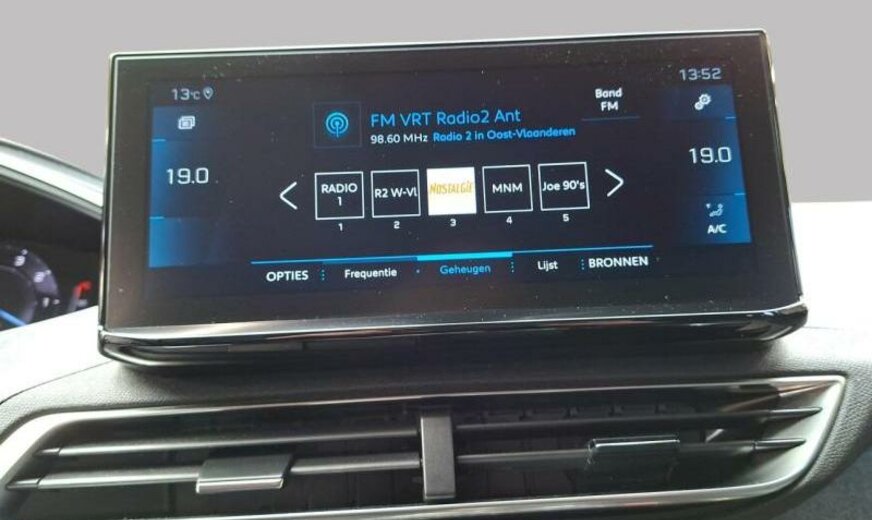 13°C
13:52
Band
FM
FM VRT Radio2 Ant
98.60 MHz Radio 2 in Oost-Vlaanderen
19.0
19.0
RADIO
1
R2 W-Vl
NOSTALGIE
MNM
Joe 90's
1
2
3
4
5
A/C
OPTIES
Frequentie
Geheugen
Lijst
BRONNEN